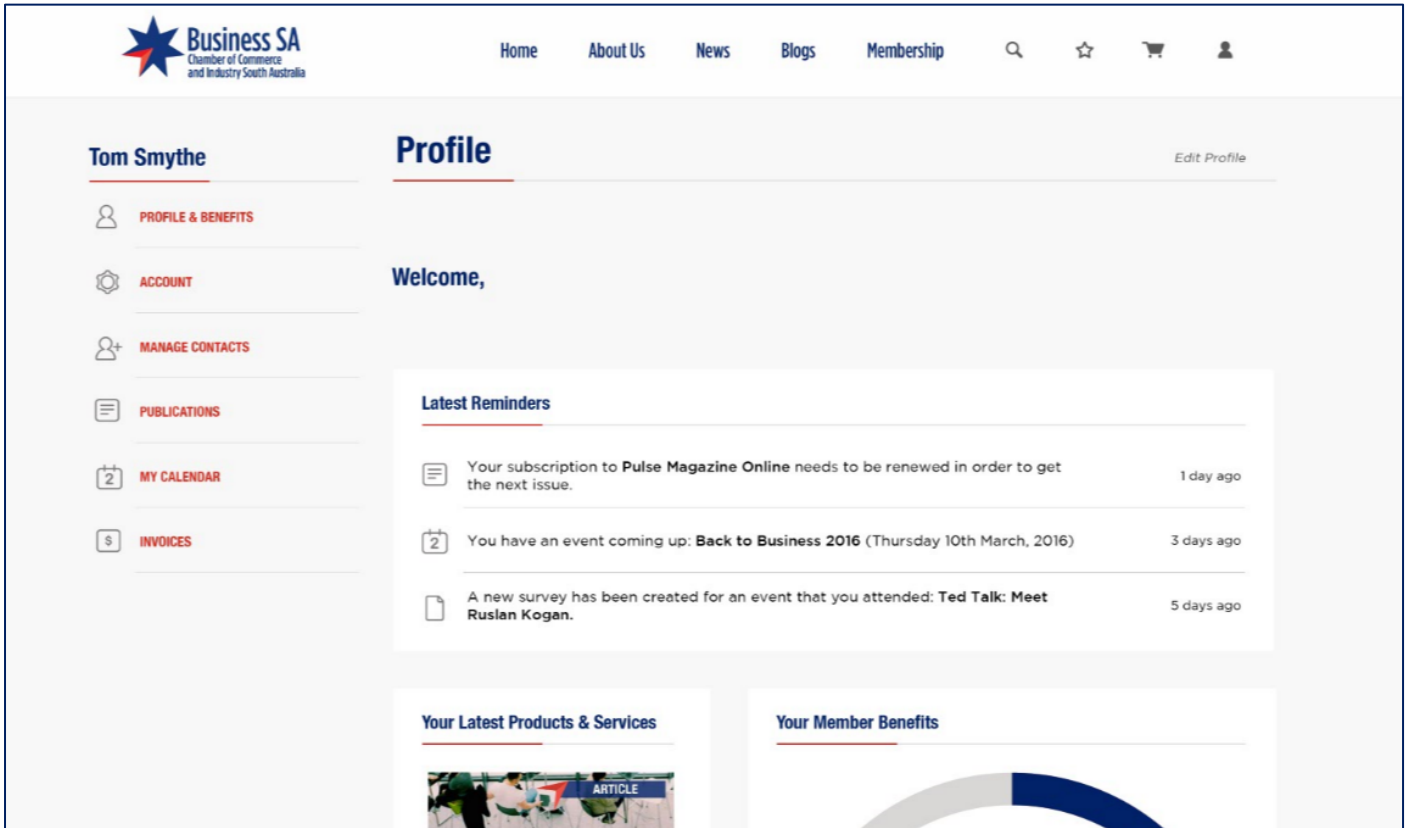 Business SA
Chamber of Commerce
and Industry South Australia
Home
About Us
News
Blogs
Membership
Tom Smythe
PROFILE & BENEFITS
ACCOUNT
MANAGE CONTACTS
PUBLICATIONS
2
MY CALENDAR
$
INVOICES
Profile
Edit Profile
Welcome,
Latest Reminders
Your subscription to Pulse Magazine Online needs to be renewed in order to get
the next issue.
1 day ago
2
You have an event coming up: Back to Business 2016 (Thursday 10th March, 2016)
3 days ago
A new survey has been created for an event that you attended: Ted Talk: Meet
Ruslan Kogan.
5 days ago
Your Latest Products & Services
ARTICLE
Your Member Benefits